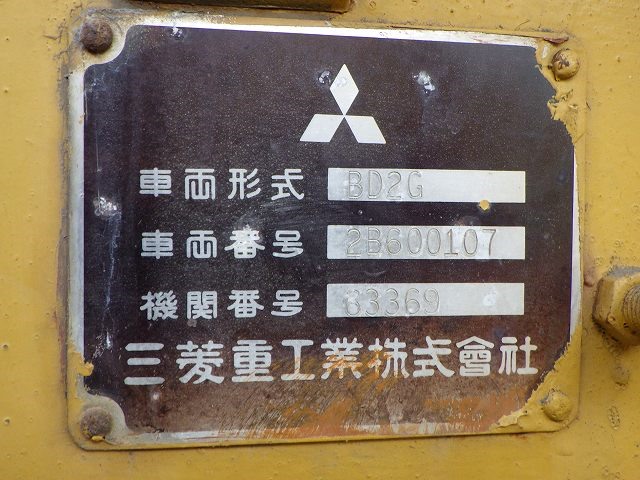 車両形式 BD2G
車両番号 2B600107
機関番号 83369
三菱重工業株式會社